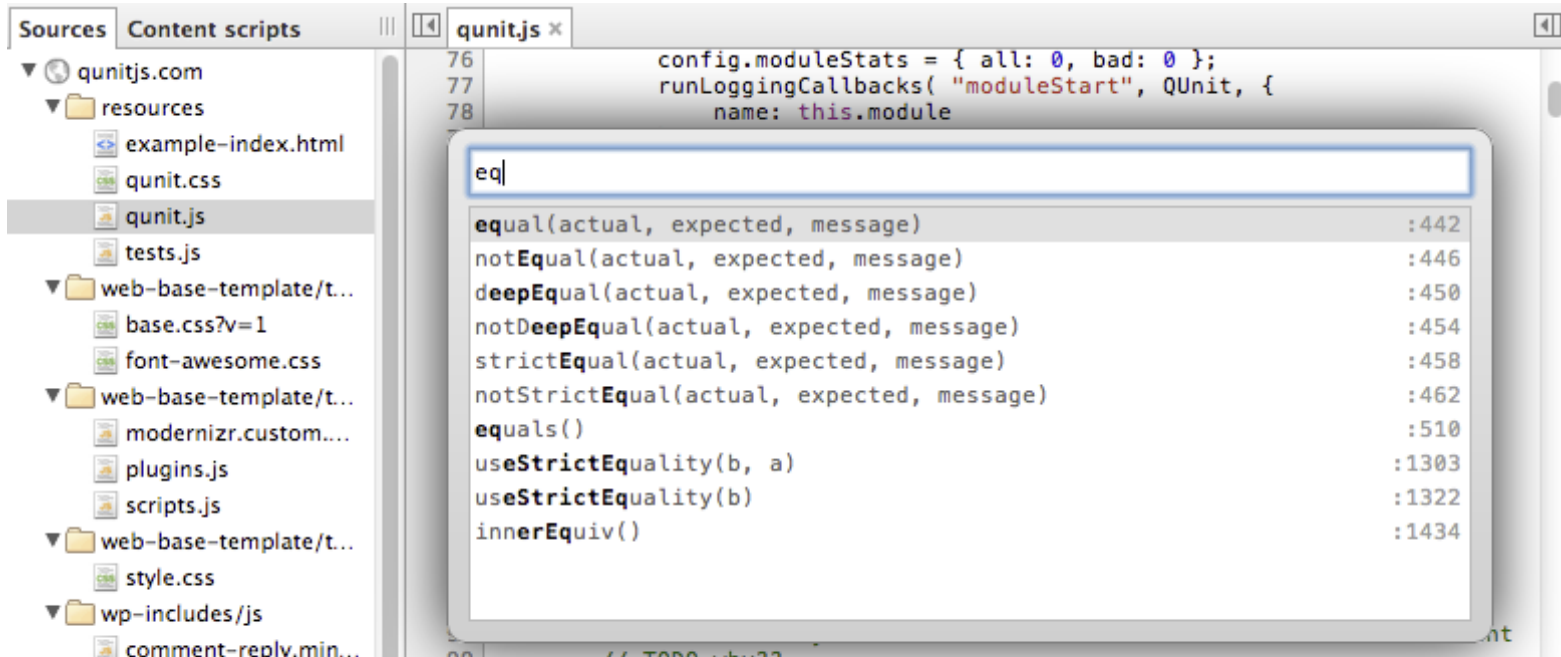 Sources Content scripts
qunitjs.com
resources
example-index.html
qunit.css
qunit.js
tests.js
web-base-template/t...
base.css?v=1
font-awesome.css
web-base-template/t...
modernizr.custom....
plugins.js
scripts.js
web-base-template/t...
style.css
wp-includes/js
comment-reply.min...
qunit.js ×
76 config.moduleStats = { all: 0, bad: 0 };
77 runLoggingCallbacks( "moduleStart", QUnit, {
78 name: this.module
eq
equal(actual, expected, message) :442
notEqual(actual, expected, message) :446
deepEqual(actual, expected, message) :450
notDeepEqual(actual, expected, message) :454
strictEqual(actual, expected, message) :458
notStrictEqual(actual, expected, message) :462
equals() :510
useStrictEquality(b, a) :1303
useStrictEquality(b) :1322
innerEquiv() :1434
// TODO why??